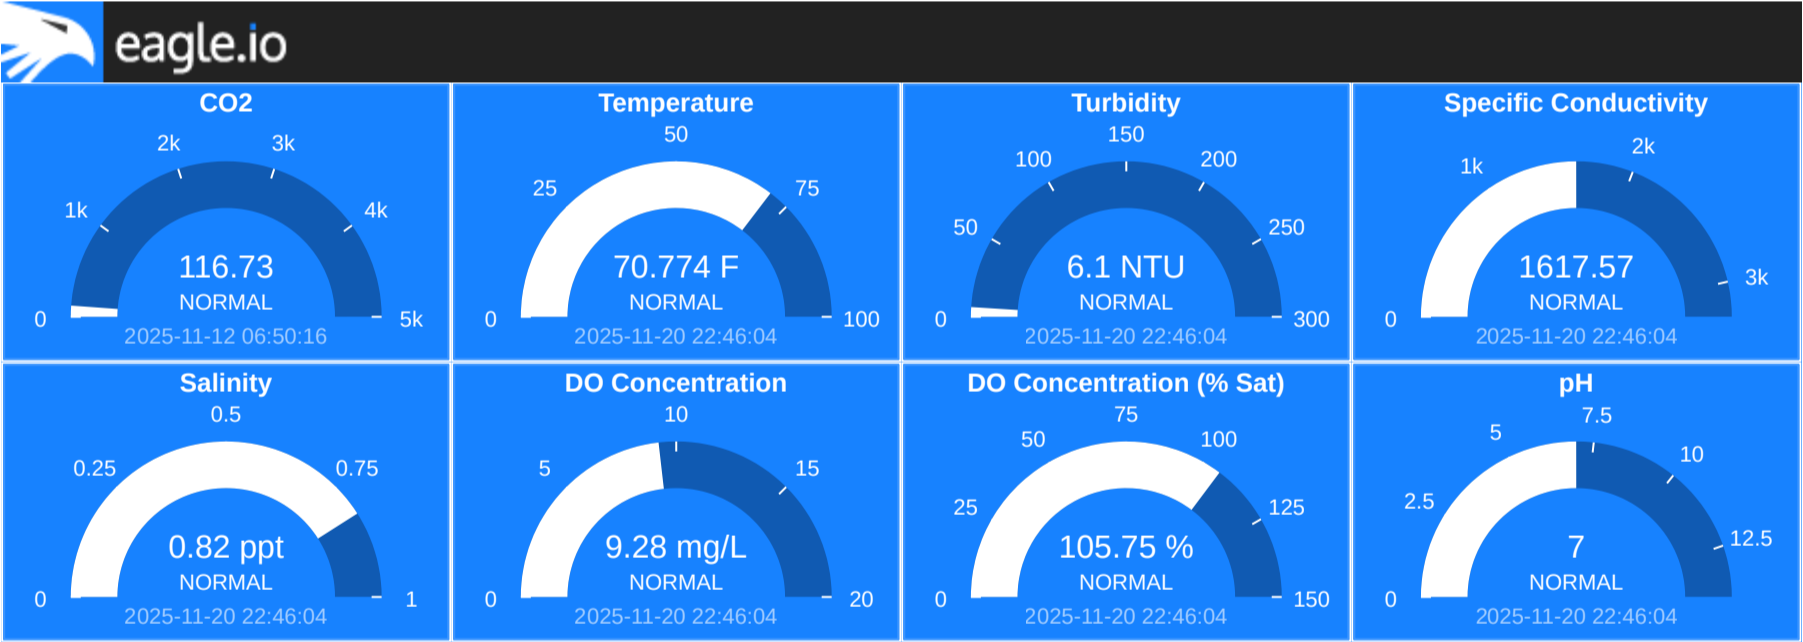 eagle.io
CO2
2k 3k
1k 4k
116.73
NORMAL
0 5k
2025-11-12 06:50:16
Temperature
50
25 75
70.774 F
NORMAL
0 100
2025-11-20 22:46:04
Turbidity
150
100 200
50 250
6.1 NTU
NORMAL
0 300
2025-11-20 22:46:04
Specific Conductivity
2k
1k
1617.57
3k
NORMAL
0
2025-11-20 22:46:04
Salinity
0.5
0.25 0.75
0.82 ppt
NORMAL
0 1
2025-11-20 22:46:04
DO Concentration
10
5 15
9.28 mg/L
NORMAL
0 20
2025-11-20 22:46:04
DO Concentration (% Sat)
75
50 100
25 125
105.75 %
NORMAL
0 150
2025-11-20 22:46:04
pH
7.5
5 10
2.5
12.5
7
NORMAL
0
2025-11-20 22:46:04